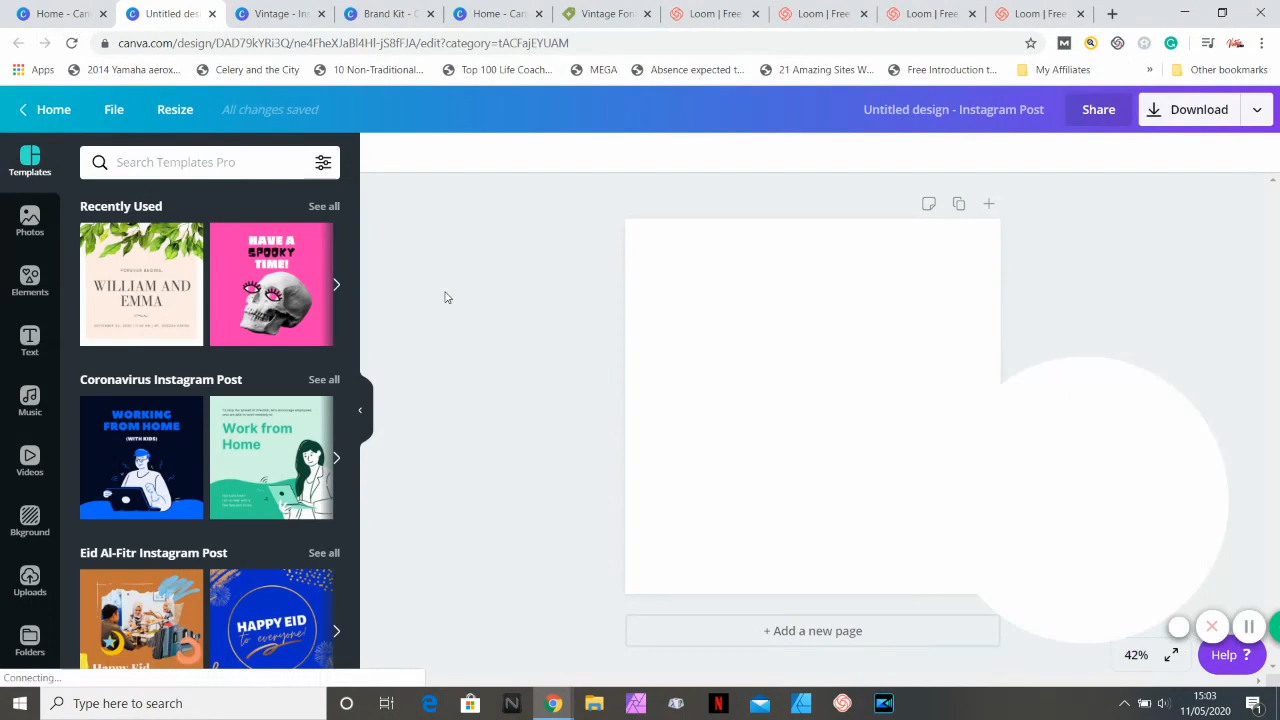 Untitled des
Vintage - Ins
Brand Kit - C
Home - Can
Vintage Fon
Loom | Free
Loom | Free
Loom | Free
Loom | Free
canva.com/design/DAD79kYRi3Q/ne4FheXJaBl4HI-jS8fFJA/edit?category=tACFajEYUAM
Apps
2014 Yamaha aerox...
Celery and the City
10 Non-Traditional...
Top 100 Life Coach...
MEGA
Absence expected t...
21 Amazing Sites W...
Free Introduction t...
My Affiliates
»
Other bookmarks
Home
File
Resize
All changes saved
Untitled design - Instagram Post
Share
Download
Templates
Photos
Elements
Text
Music
Videos
Bkground
Uploads
Folders
Search Templates Pro
Recently Used
See all
FOREVER BEGINS
WILLIAM AND
EMMA
HAVE A
SPOOKY
TIME!
Coronavirus Instagram Post
See all
WORKING
FROM HOME
(WITH KIDS)
Work from
Home
Eid Al-Fitr Instagram Post
See all
Happy Eid
HAPPY EID
to everyone!
+ Add a new page
42%
Help ?
Connecting...
Type here to search
15:03
11/05/2020